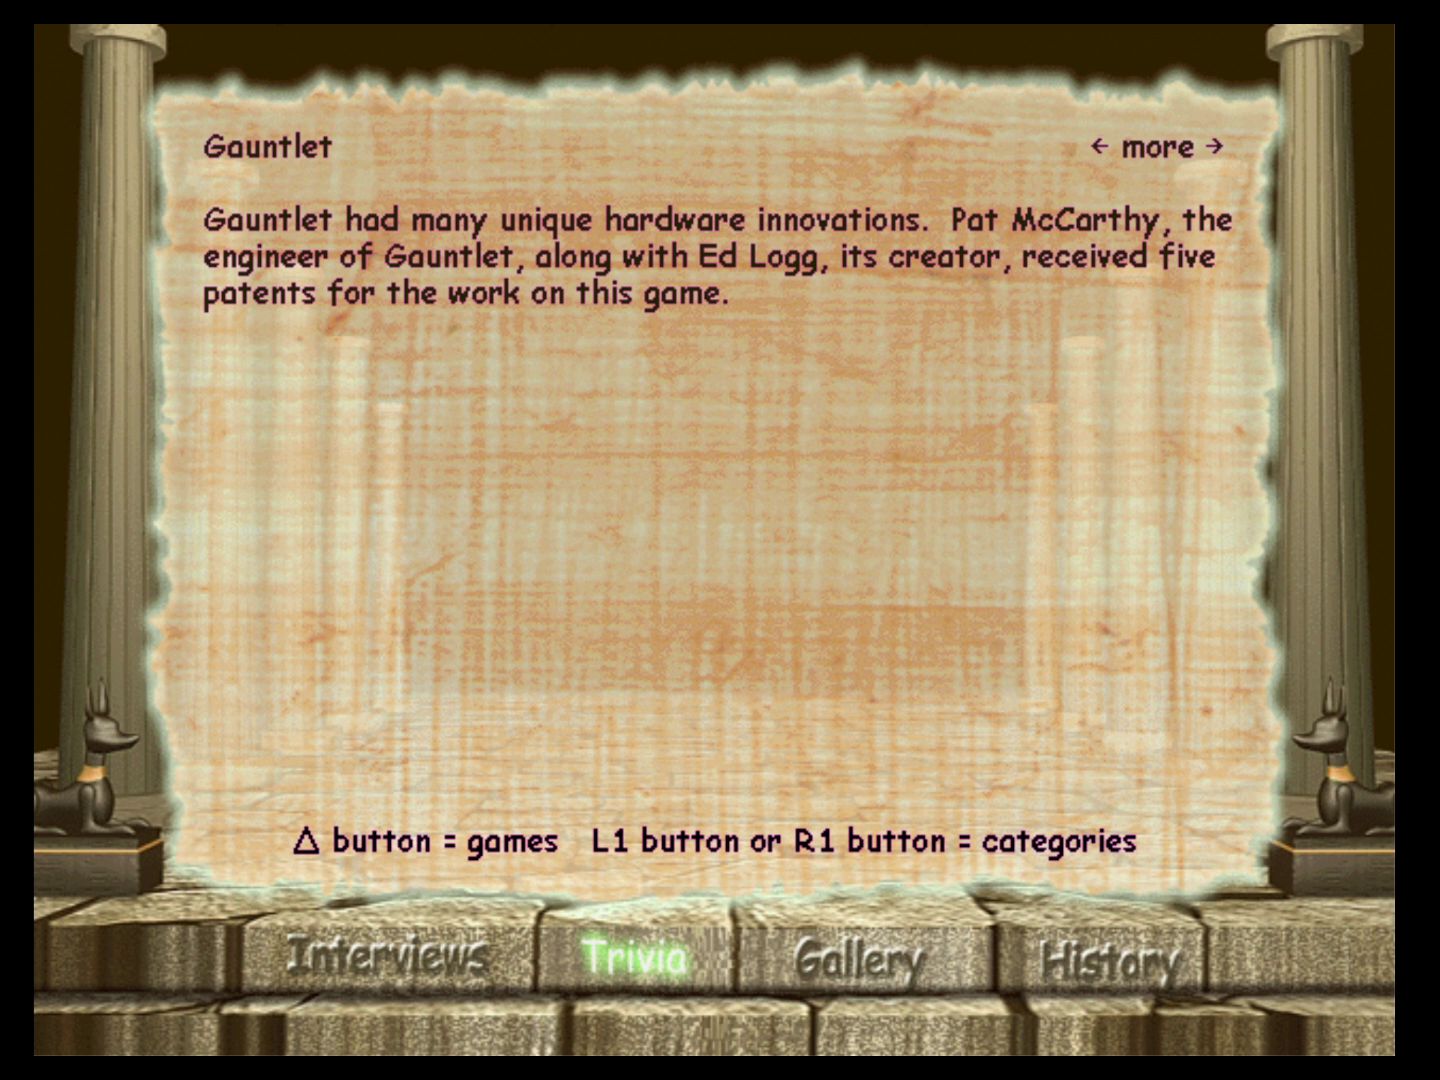 Gauntlet ← more →
Gauntlet had many unique hardware innovations.  Pat McCarthy, the
engineer of Gauntlet, along with Ed Logg, its creator, received five
patents for the work on this game.
△ button = games   L1 button or R1 button = categories
Interviews Trivia Gallery History